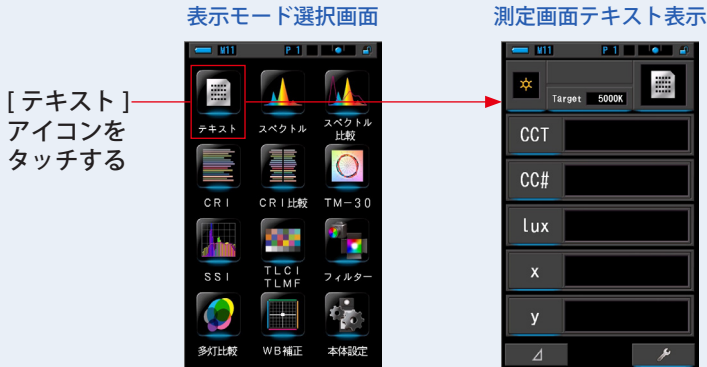 表示モード選択画面
測定画面テキスト表示
[ テキスト ]
アイコンを
タッチする
M11 P 1
テキスト スペクトル スペクトル
比較
CRI CRI比較 TM-30
SSI TLCI
TLMF フィルター
多灯比較 WB補正 本体設定
M11 P 1
Target 5000K
CCT
CC#
lux
x
y